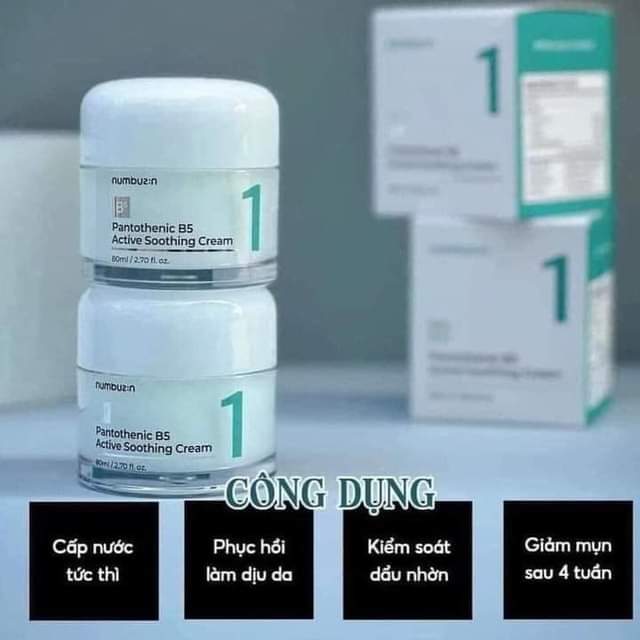 numbuz:n
B5
Pantothenic B5
Active Soothing Cream
80ml / 2.70 fl. oz.
1
numbuz:n
Pantothenic B5
Active Soothing Cream
80ml / 2.70 fl. oz.
1
1
1
CÔNG DỤNG
Cấp nước
tức thì
Phục hồi
làm dịu da
Kiểm soát
dầu nhờn
Giảm mụn
sau 4 tuần